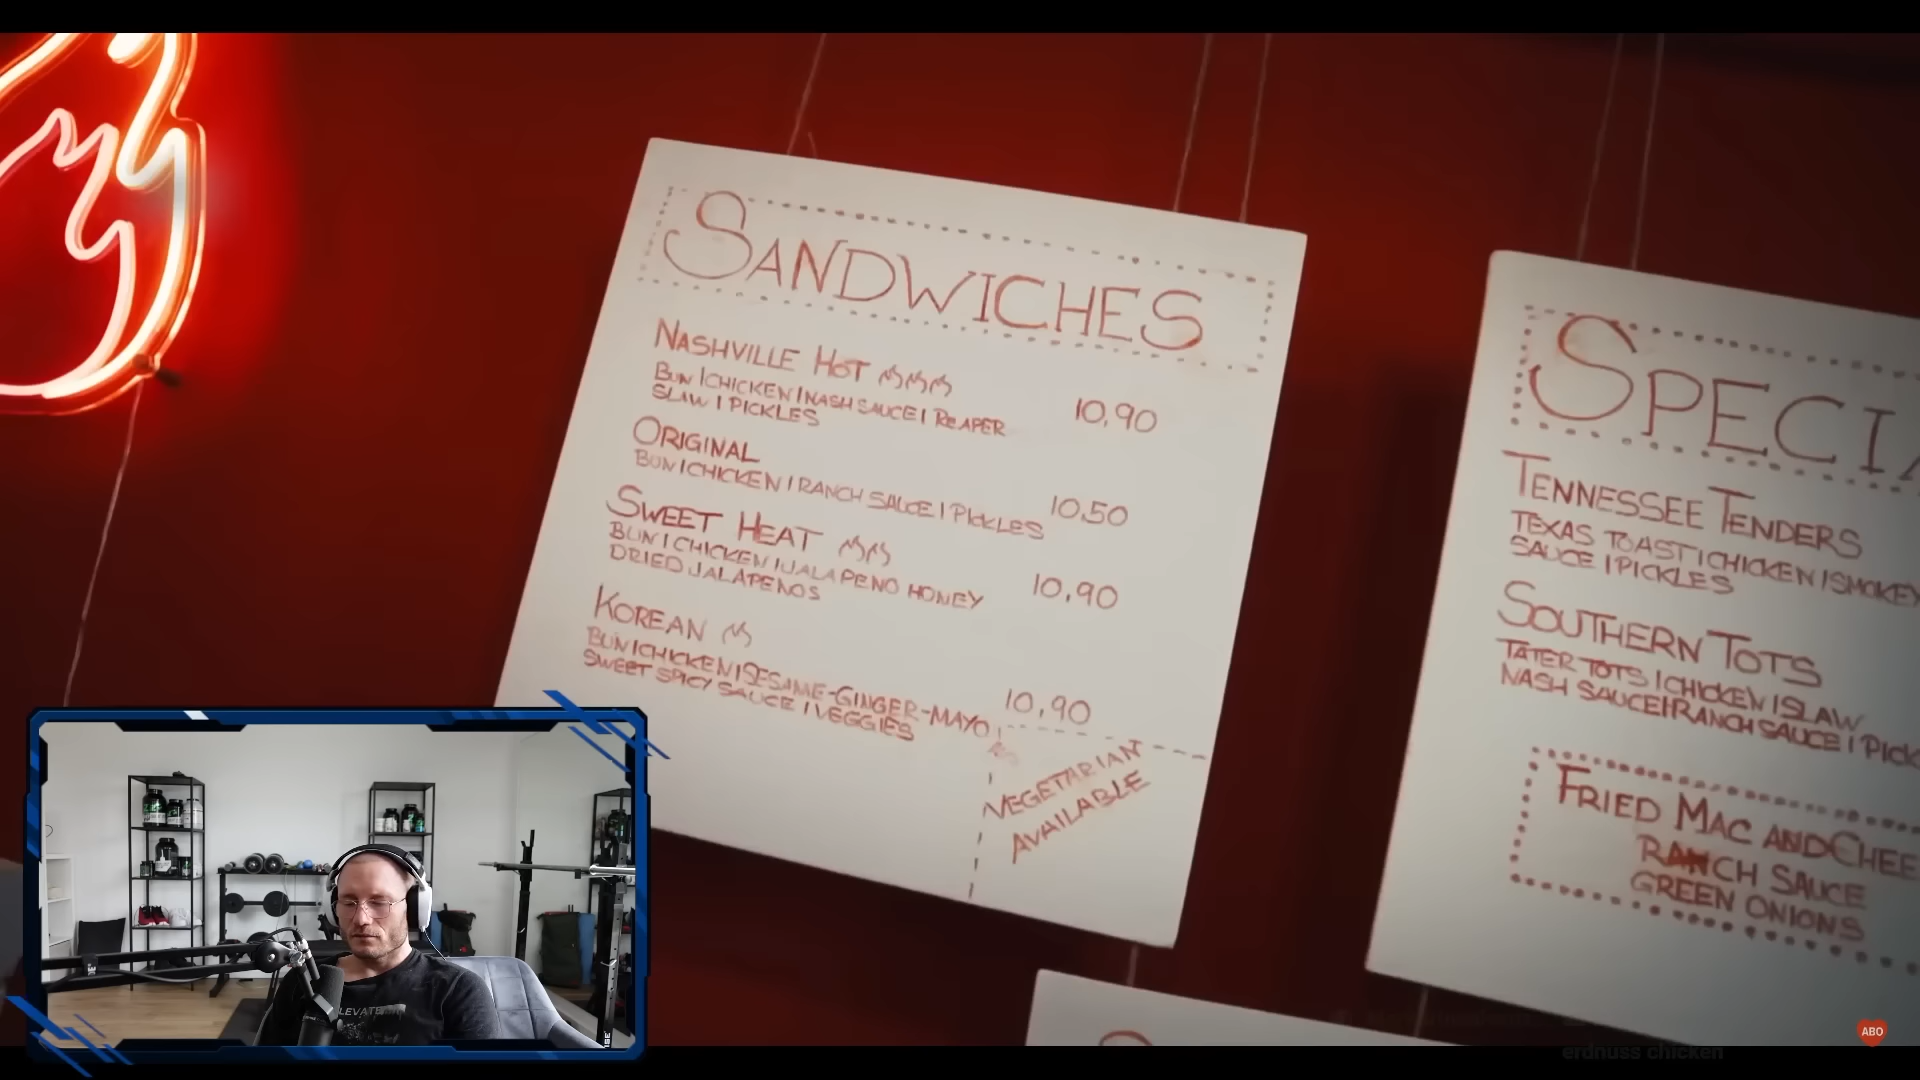 SANDWICHES
NASHVILLE HOT
BUN | CHICKEN | NASH SAUCE | REAPER
SLAW | PICKLES
10,90
ORIGINAL
BUN | CHICKEN | RANCH SAUCE | PICKLES
10.50
SWEET HEAT
BUN | CHICKEN | JALAPENO HONEY
DRIED JALAPENOS
10,90
KOREAN
BUN | CHICKEN | SESAME-GINGER-MAYO
SWEET SPICY SAUCE | VEGGIES
10,90
VEGETARIAN
AVAILABLE
SPECIA
TENNESSEE TENDERS
TEXAS TOAST | CHICKEN | SMOKEY
SAUCE | PICKLES
SOUTHERN TOTS
TATER TOTS | CHICKEN | SLAW
NASH SAUCE | RANCH SAUCE | PICK
FRIED MAC AND CHEE
RANCH SAUCE
GREEN ONIONS
ABO
erdnuss chicken